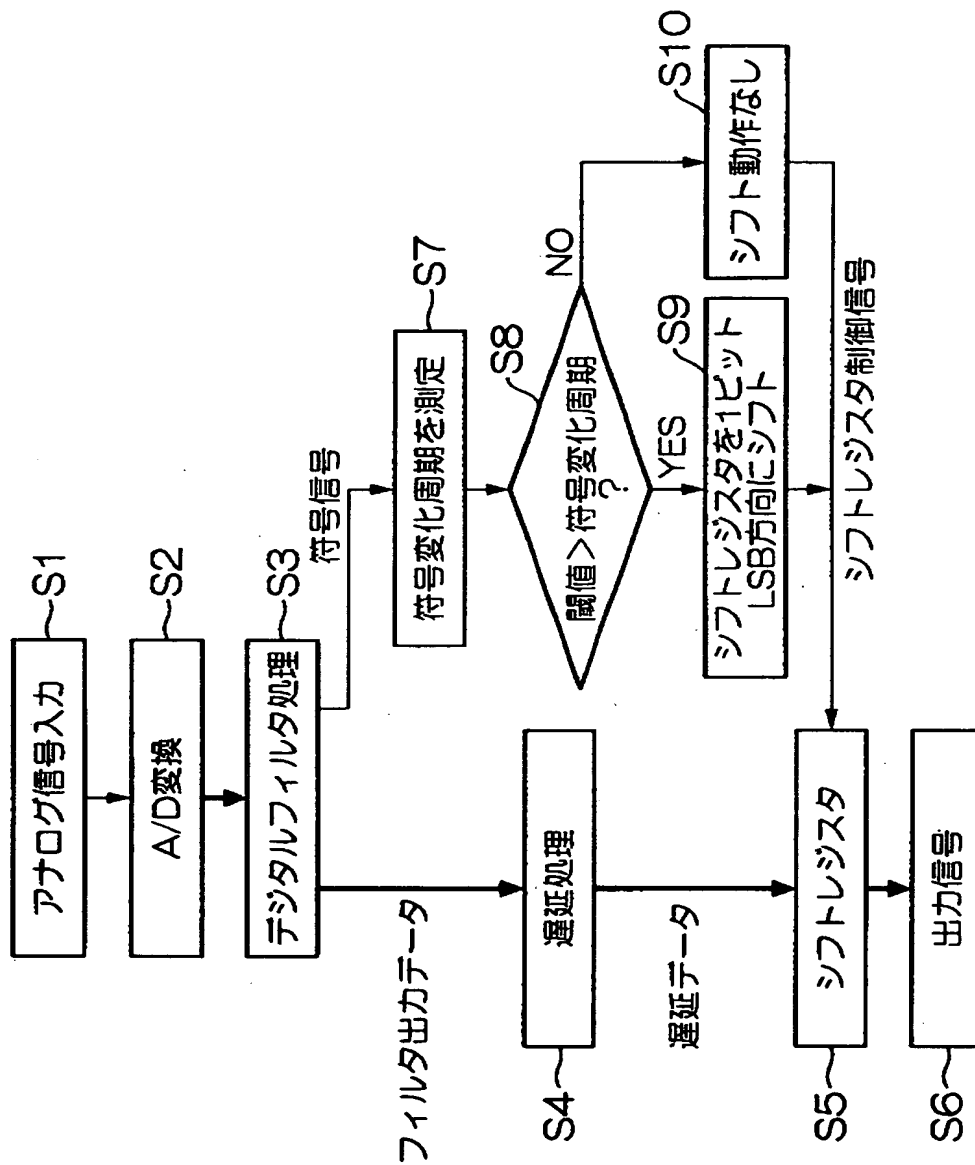 アナログ信号入力
S1
A/D変換
S2
デジタルフィルタ処理
S3
符号信号
フィルタ出力データ
符号変化周期を測定
S7
S8
閾値＞符号変化周期
?
NO
YES
S4
遅延処理
遅延データ
シフトレジスタを1ビット
LSB方向にシフト
S9
シフト動作なし
S10
シフトレジスタ制御信号
S5
シフトレジスタ
S6
出力信号